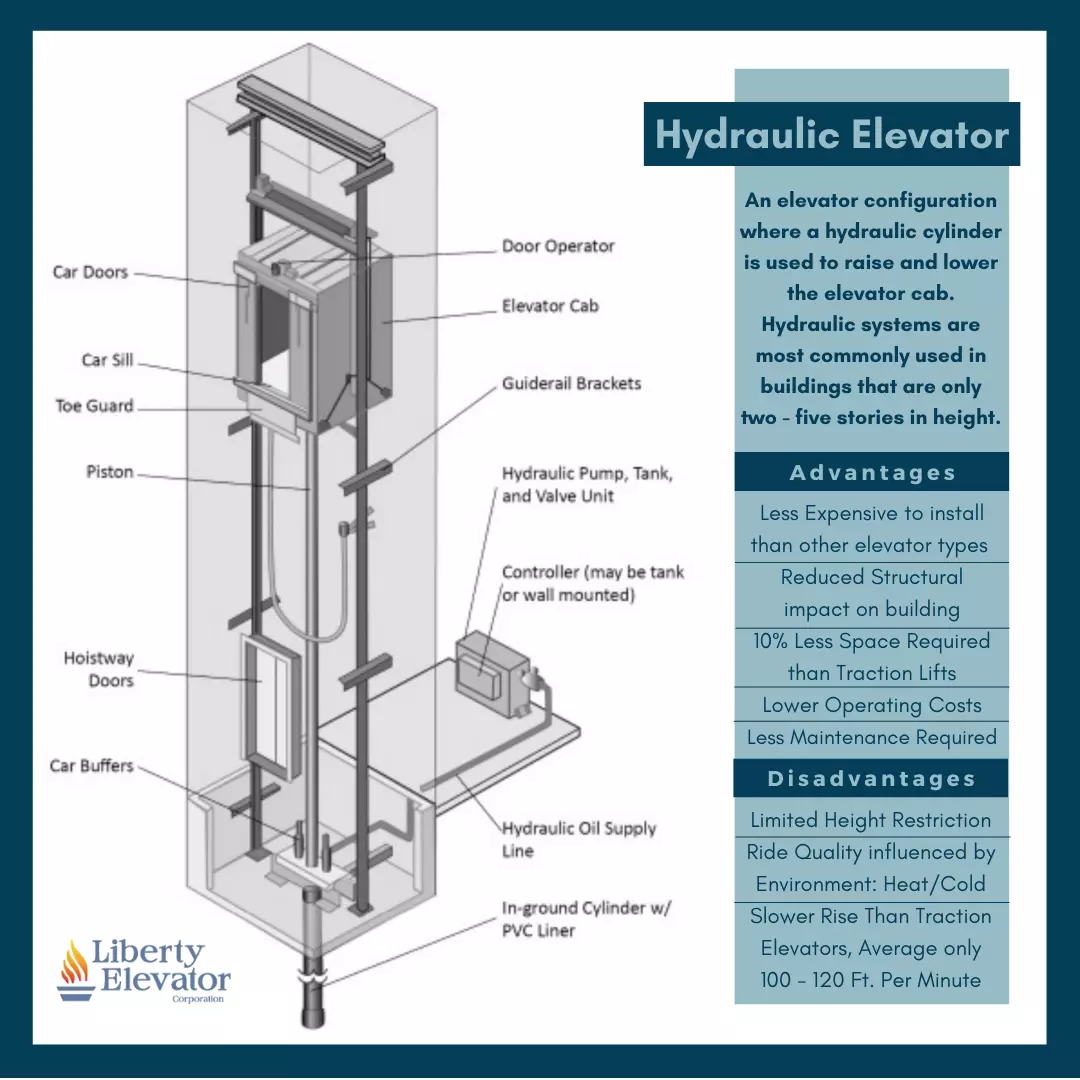 Hydraulic Elevator
An elevator configuration
where a hydraulic cylinder
is used to raise and lower
the elevator cab.
Hydraulic systems are
most commonly used in
buildings that are only
two - five stories in height.
Advantages
Less Expensive to install
than other elevator types
Reduced Structural
impact on building
10% Less Space Required
than Traction Lifts
Lower Operating Costs
Less Maintenance Required
Disadvantages
Limited Height Restriction
Ride Quality influenced by
Environment: Heat/Cold
Slower Rise Than Traction
Elevators, Average only
100 - 120 Ft. Per Minute
Car Doors
Car Sill
Toe Guard
Piston
Hoistway
Doors
Car Buffers
Door Operator
Elevator Cab
Guiderail Brackets
Hydraulic Pump, Tank,
and Valve Unit
Controller (may be tank
or wall mounted)
Hydraulic Oil Supply
Line
In-ground Cylinder w/
PVC Liner
Liberty
Elevator
Corporation